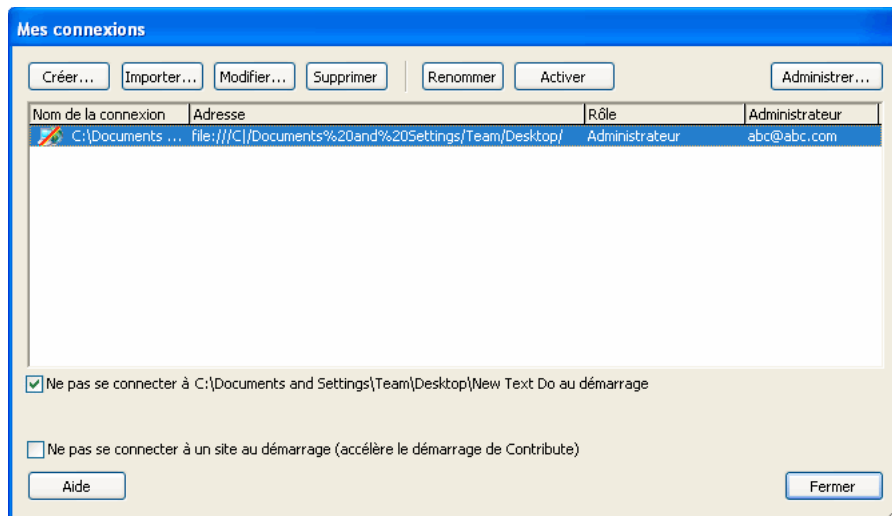 Mes connexions
Créer... Importer... Modifier... Supprimer Renommer Activer Administrer...
Nom de la connexion Adresse Rôle Administrateur
C:\Documents ... file:///C|/Documents%20and%20Settings/Team/Desktop/ Administrateur abc@abc.com
Ne pas se connecter à C:\Documents and Settings\Team\Desktop\New Text Do au démarrage
Ne pas se connecter à un site au démarrage (accélère le démarrage de Contribute)
Aide Fermer